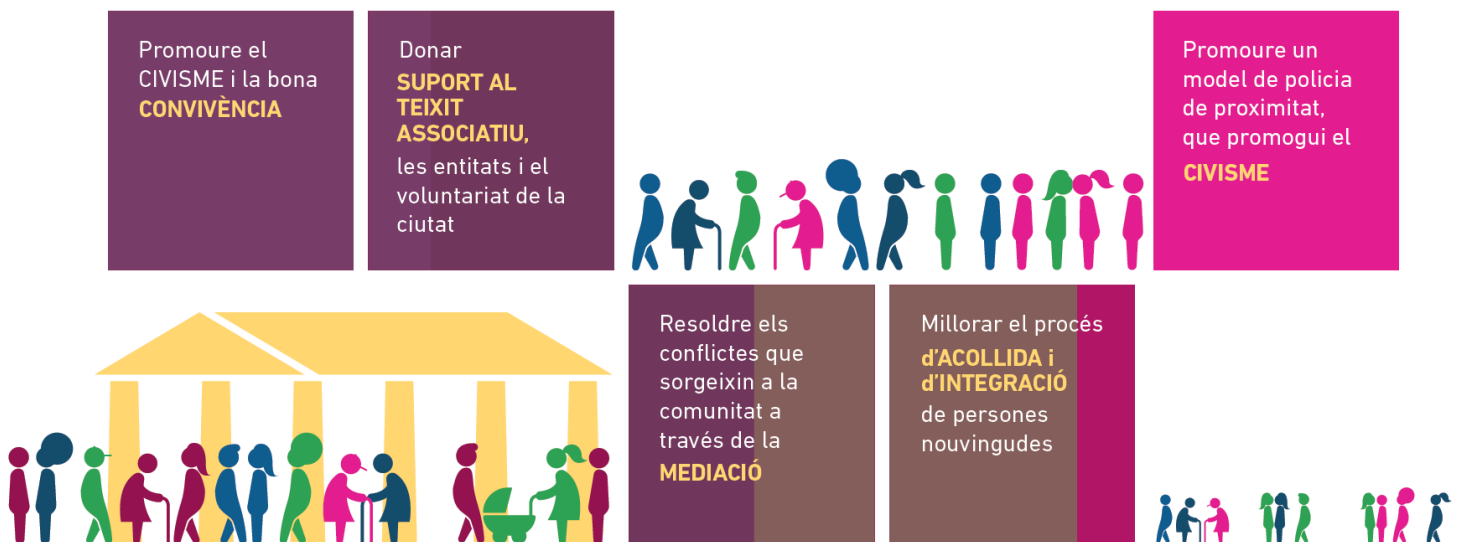 Promoure el
CIVISME i la bona
CONVIVÈNCIA
Donar
SUPORT AL
TEIXIT
ASSOCIATIU,
les entitats i el
voluntariat de la
ciutat
Promoure un
model de policia
de proximitat,
que promogui el
CIVISME
Resoldre els
conflictes que
sorgeixin a la
comunitat a
través de la
MEDIACIÓ
Millorar el procés
d'ACOLLIDA i
d'INTEGRACIÓ
de persones
nouvingudes